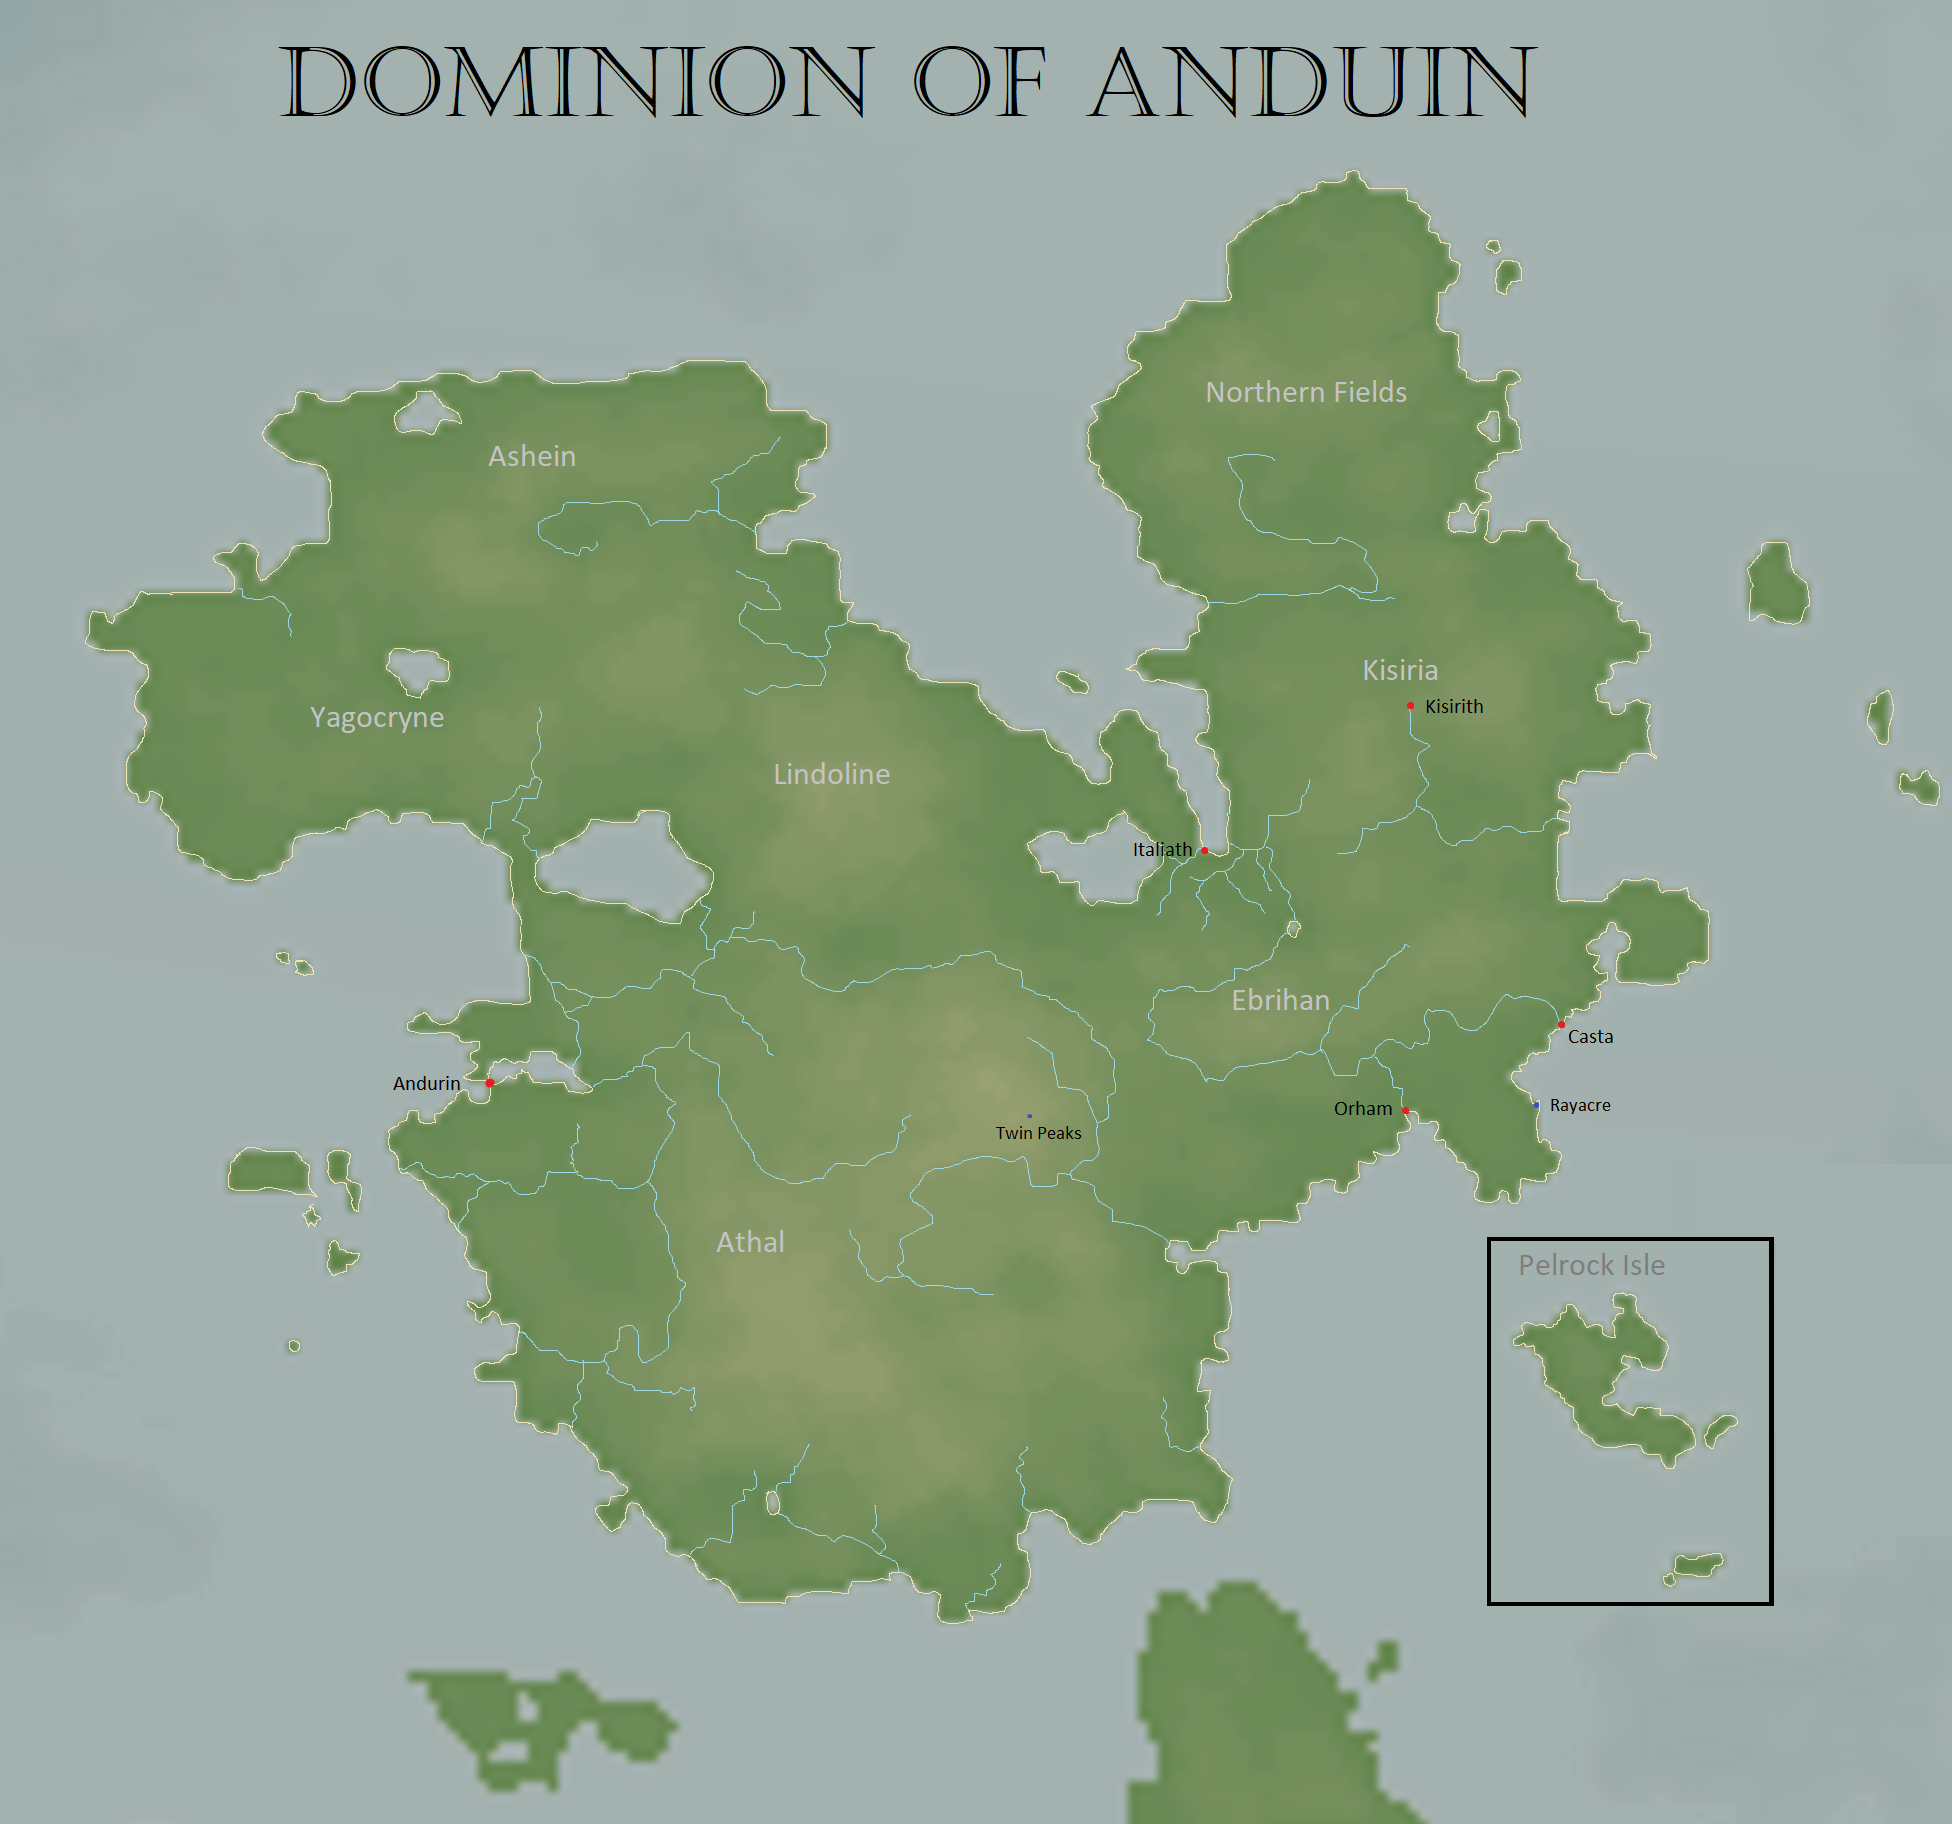 DOMINION OF ANDUIN
Northern Fields
Ashein
Kisiria
Kisirith
Yagocryne
Lindoline
Italiath
Ebrihan
Casta
Andurin
Orham
Rayacre
Twin Peaks
Athal
Pelrock Isle